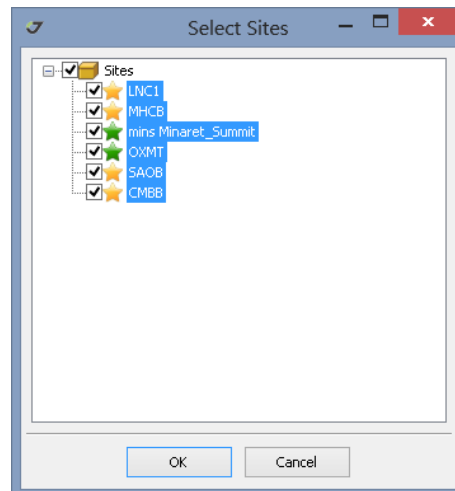 Select Sites
Sites
LNC1
MHCB
mins Minaret_Summit
OXMT
SAOB
CMBB
OK Cancel